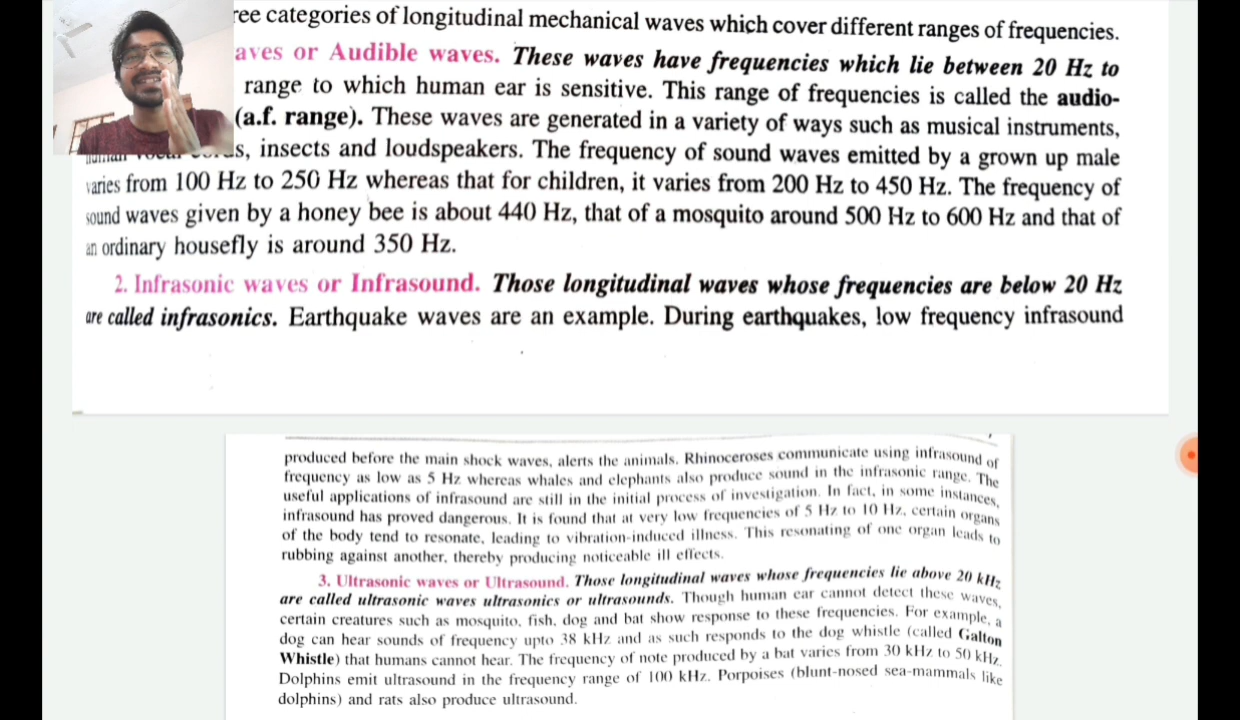 ree categories of longitudinal mechanical waves which cover different ranges of frequencies.
aves or Audible waves. These waves have frequencies which lie between 20 Hz to
range to which human ear is sensitive. This range of frequencies is called the audio-
(a.f. range). These waves are generated in a variety of ways such as musical instruments,
s, insects and loudspeakers. The frequency of sound waves emitted by a grown up male
varies from 100 Hz to 250 Hz whereas that for children, it varies from 200 Hz to 450 Hz. The frequency of
sound waves given by a honey bee is about 440 Hz, that of a mosquito around 500 Hz to 600 Hz and that of
an ordinary housefly is around 350 Hz.
2. Infrasonic waves or Infrasound. Those longitudinal waves whose frequencies are below 20 Hz
are called infrasonics. Earthquake waves are an example. During earthquakes, low frequency infrasound
produced before the main shock waves, alerts the animals. Rhinoceroses communicate using infrasound of
frequency as low as 5 Hz whereas whales and elephants also produce sound in the infrasonic range. The
useful applications of infrasound are still in the initial process of investigation. In fact, in some instances,
infrasound has proved dangerous. It is found that at very low frequencies of 5 Hz to 10 Hz, certain organs
of the body tend to resonate, leading to vibration-induced illness. This resonating of one organ leads to
rubbing against another, thereby producing noticeable ill effects.
3. Ultrasonic waves or Ultrasound. Those longitudinal waves whose frequencies lie above 20 kHz
are called ultrasonic waves ultrasonics or ultrasounds. Though human ear cannot detect these waves,
certain creatures such as mosquito, fish, dog and bat show response to these frequencies. For example, a
dog can hear sounds of frequency upto 38 kHz and as such responds to the dog whistle (called Galton
Whistle) that humans cannot hear. The frequency of note produced by a bat varies from 30 kHz to 50 kHz.
Dolphins emit ultrasound in the frequency range of 100 kHz. Porpoises (blunt-nosed sea-mammals like
dolphins) and rats also produce ultrasound.